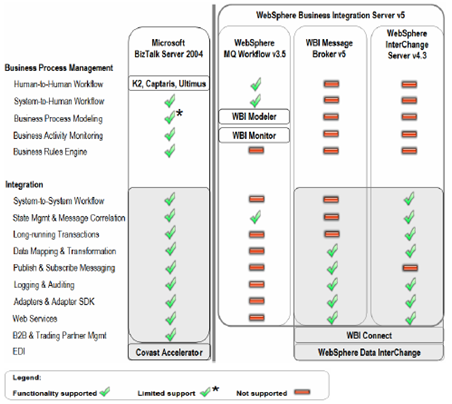 WebSphere Business Integration Server v5
Microsoft
BizTalk Server 2004
WebSphere
MQ Workflow v3.5
WBI Message
Broker v5
WebSphere
InterChange
Server v4.3
Business Process Management
Human-to-Human Workflow
K2, Captaris, Ultimus
System-to-Human Workflow
Business Process Modeling
*
WBI Modeler
Business Activity Monitoring
WBI Monitor
Business Rules Engine
Integration
System-to-System Workflow
State Mgmt & Message Correlation
Long-running Transactions
Data Mapping & Transformation
Publish & Subscribe Messaging
Logging & Auditing
Adapters & Adaptor SDK
Web Services
B2B & Trading Partner Mgmt
WBI Connect
EDI
Covast Accelerator
WebSphere Data InterChange
Legend:
Functionality supported
Limited support
*
Not supported